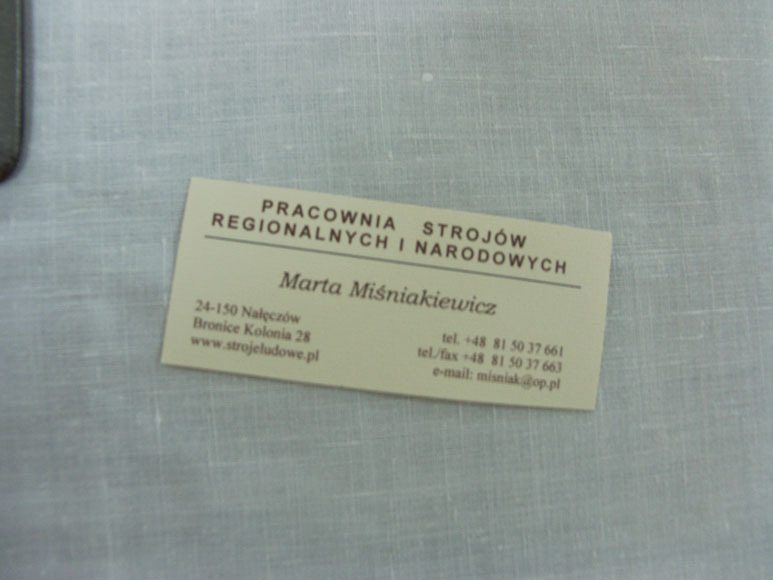 PRACOWNIA STROJÓW
REGIONALNYCH I NARODOWYCH
Marta Miśniakiewicz
24-150 Nałęczów
Bronice Kolonia 28
www.strojeludowe.pl
tel. +48 81 50 37 661
tel./fax +48 81 50 37 663
e-mail: misniak@op.pl